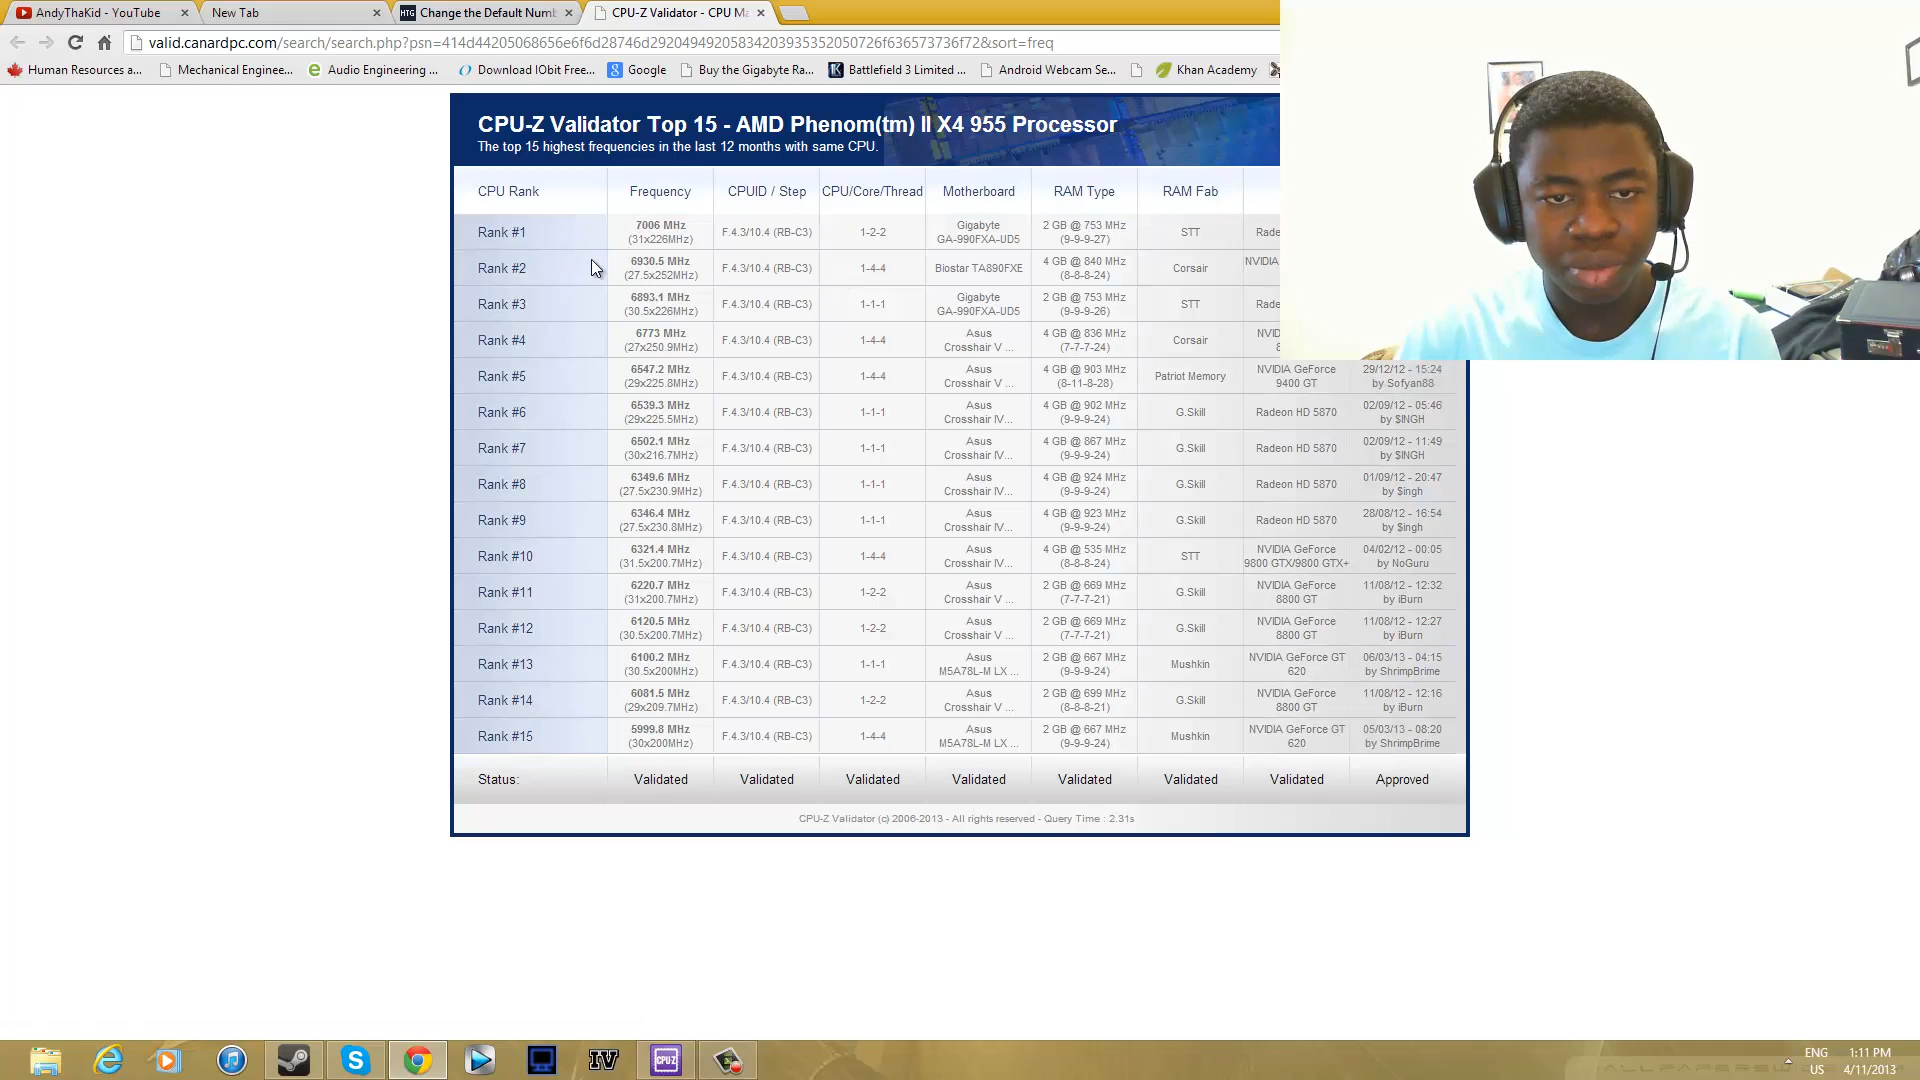 AndyThaKid - YouTube
New Tab
Change the Default Numb
CPU-Z Validator - CPU Ma
valid.canardpc.com/search/search.php?psn=414d44205068656e6f6d28746d29204949205834203935352050726f636573736f72&sort=freq
Human Resources a...
Mechanical Enginee...
Audio Engineering ...
Download IObit Free...
Google
Buy the Gigabyte Ra...
Battlefield 3 Limited ...
Android Webcam Se...
Khan Academy
CPU-Z Validator Top 15 - AMD Phenom(tm) II X4 955 Processor
The top 15 highest frequencies in the last 12 months with same CPU.
CPU Rank Frequency CPUID / Step CPU/Core/Thread Motherboard RAM Type RAM Fab
Rank #1 7006 MHz (31x226MHz) F.4.3/10.4 (RB-C3) 1-2-2 Gigabyte GA-990FXA-UD5 2 GB @ 753 MHz (9-9-9-27) STT Rade
Rank #2 6930.5 MHz (27.5x252MHz) F.4.3/10.4 (RB-C3) 1-4-4 Biostar TA890FXE 4 GB @ 840 MHz (8-8-8-24) Corsair NVIDIA
Rank #3 6893.1 MHz (30.5x226MHz) F.4.3/10.4 (RB-C3) 1-1-1 Gigabyte GA-990FXA-UD5 2 GB @ 753 MHz (9-9-9-26) STT Rade
Rank #4 6773 MHz (27x250.9MHz) F.4.3/10.4 (RB-C3) 1-4-4 Asus Crosshair V ... 4 GB @ 836 MHz (7-7-7-24) Corsair NVID 8
Rank #5 6547.2 MHz (29x225.8MHz) F.4.3/10.4 (RB-C3) 1-4-4 Asus Crosshair V ... 4 GB @ 903 MHz (8-11-8-28) Patriot Memory NVIDIA GeForce 9400 GT 29/12/12 - 15:24 by Sofyan88
Rank #6 6539.3 MHz (29x225.5MHz) F.4.3/10.4 (RB-C3) 1-1-1 Asus Crosshair IV... 4 GB @ 902 MHz (9-9-9-24) G.Skill Radeon HD 5870 02/09/12 - 05:46 by $INGH
Rank #7 6502.1 MHz (30x216.7MHz) F.4.3/10.4 (RB-C3) 1-1-1 Asus Crosshair IV... 4 GB @ 867 MHz (9-9-9-24) G.Skill Radeon HD 5870 02/09/12 - 11:49 by $INGH
Rank #8 6349.6 MHz (27.5x230.9MHz) F.4.3/10.4 (RB-C3) 1-1-1 Asus Crosshair IV... 4 GB @ 924 MHz (9-9-9-24) G.Skill Radeon HD 5870 01/09/12 - 20:47 by $ingh
Rank #9 6346.4 MHz (27.5x230.8MHz) F.4.3/10.4 (RB-C3) 1-1-1 Asus Crosshair IV... 4 GB @ 923 MHz (9-9-9-24) G.Skill Radeon HD 5870 28/08/12 - 16:54 by $ingh
Rank #10 6321.4 MHz (31.5x200.7MHz) F.4.3/10.4 (RB-C3) 1-4-4 Asus Crosshair IV... 4 GB @ 535 MHz (8-8-8-24) STT NVIDIA GeForce 9800 GTX/9800 GTX+ 04/02/12 - 00:05 by NoGuru
Rank #11 6220.7 MHz (31x200.7MHz) F.4.3/10.4 (RB-C3) 1-2-2 Asus Crosshair V ... 2 GB @ 669 MHz (7-7-7-21) G.Skill NVIDIA GeForce 8800 GT 11/08/12 - 12:32 by iBurn
Rank #12 6120.5 MHz (30.5x200.7MHz) F.4.3/10.4 (RB-C3) 1-2-2 Asus Crosshair V ... 2 GB @ 669 MHz (7-7-7-21) G.Skill NVIDIA GeForce 8800 GT 11/08/12 - 12:27 by iBurn
Rank #13 6100.2 MHz (30.5x200MHz) F.4.3/10.4 (RB-C3) 1-1-1 Asus M5A78L-M LX ... 2 GB @ 667 MHz (9-9-9-24) Mushkin NVIDIA GeForce GT 620 06/03/13 - 04:15 by ShrimpBrime
Rank #14 6081.5 MHz (29x209.7MHz) F.4.3/10.4 (RB-C3) 1-2-2 Asus Crosshair V ... 2 GB @ 699 MHz (8-8-8-21) G.Skill NVIDIA GeForce 8800 GT 11/08/12 - 12:16 by iBurn
Rank #15 5999.8 MHz (30x200MHz) F.4.3/10.4 (RB-C3) 1-4-4 Asus M5A78L-M LX ... 2 GB @ 667 MHz (9-9-9-24) Mushkin NVIDIA GeForce GT 620 05/03/13 - 08:20 by ShrimpBrime
Status: Validated Validated Validated Validated Validated Validated Validated Approved
CPU-Z Validator (c) 2006-2013 - All rights reserved - Query Time : 2.31s
IV
CPU-Z
ENG
US
1:11 PM
4/11/2013